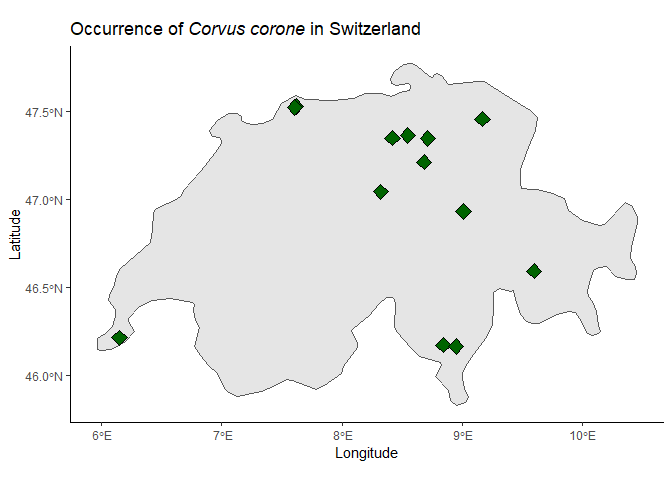 Occurrence of Corvus corone in Switzerland
47.5°N
47.0°N
46.5°N
46.0°N
Latitude
6°E 7°E 8°E 9°E 10°E
Longitude